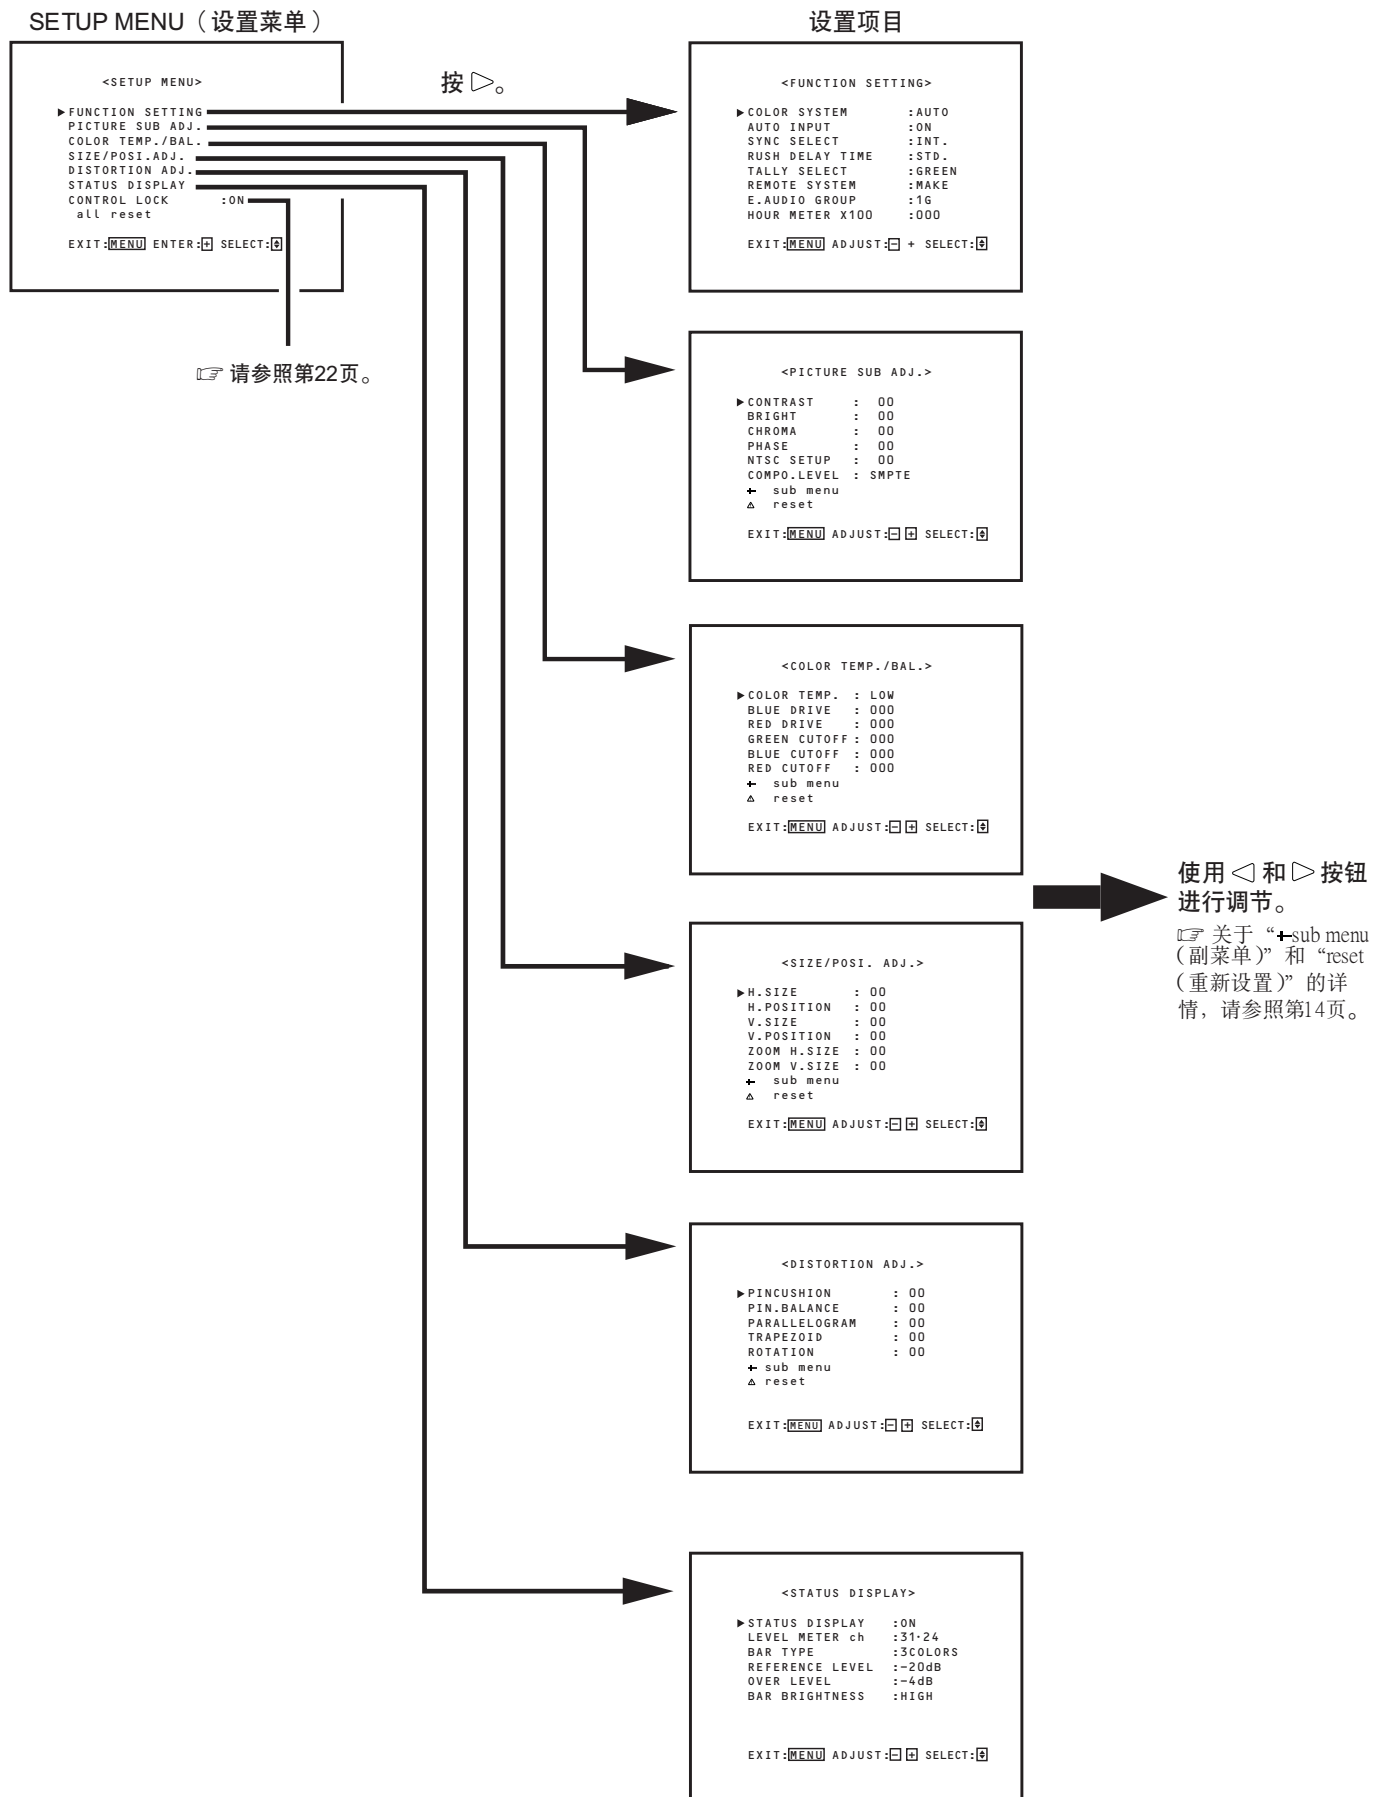 SETUP MENU（设置菜单）
<SETUP MENU>
▶FUNCTION SETTING
PICTURE SUB ADJ.
COLOR TEMP./BAL.
SIZE/POSI.ADJ.
DISTORTION ADJ.
STATUS DISPLAY
CONTROL LOCK :ON
all reset
EXIT:MENU ENTER:+ SELECT:
按 ▷。
☞ 请参照第22页。
设置项目
<FUNCTION SETTING>
▶COLOR SYSTEM :AUTO
AUTO INPUT :ON
SYNC SELECT :INT.
RUSH DELAY TIME :STD.
TALLY SELECT :GREEN
REMOTE SYSTEM :MAKE
E.AUDIO GROUP :1G
HOUR METER X100 :000
EXIT:MENU ADJUST:- + SELECT:
<PICTURE SUB ADJ.>
▶CONTRAST : 00
BRIGHT : 00
CHROMA : 00
PHASE : 00
NTSC SETUP : 00
COMPO.LEVEL : SMPTE
sub menu
reset
EXIT:MENU ADJUST:- + SELECT:
<COLOR TEMP./BAL.>
▶COLOR TEMP. : LOW
BLUE DRIVE : 000
RED DRIVE : 000
GREEN CUTOFF : 000
BLUE CUTOFF : 000
RED CUTOFF : 000
sub menu
reset
EXIT:MENU ADJUST:- + SELECT:
<SIZE/POSI. ADJ.>
▶H.SIZE : 00
H.POSITION : 00
V.SIZE : 00
V.POSITION : 00
ZOOM H.SIZE : 00
ZOOM V.SIZE : 00
sub menu
reset
EXIT:MENU ADJUST:- + SELECT:
<DISTORTION ADJ.>
▶PINCUSHION : 00
PIN.BALANCE : 00
PARALLELOGRAM : 00
TRAPEZOID : 00
ROTATION : 00
sub menu
reset
EXIT:MENU ADJUST:- + SELECT:
<STATUS DISPLAY>
▶STATUS DISPLAY :ON
LEVEL METER ch :31·24
BAR TYPE :3COLORS
REFERENCE LEVEL :-20dB
OVER LEVEL :-4dB
BAR BRIGHTNESS :HIGH
EXIT:MENU ADJUST:- + SELECT:
使用 ◁ 和 ▷ 按钮
进行调节。
☞ 关于“sub menu
（副菜单）”和“reset
（重新设置）”的详
情，请参照第14页。